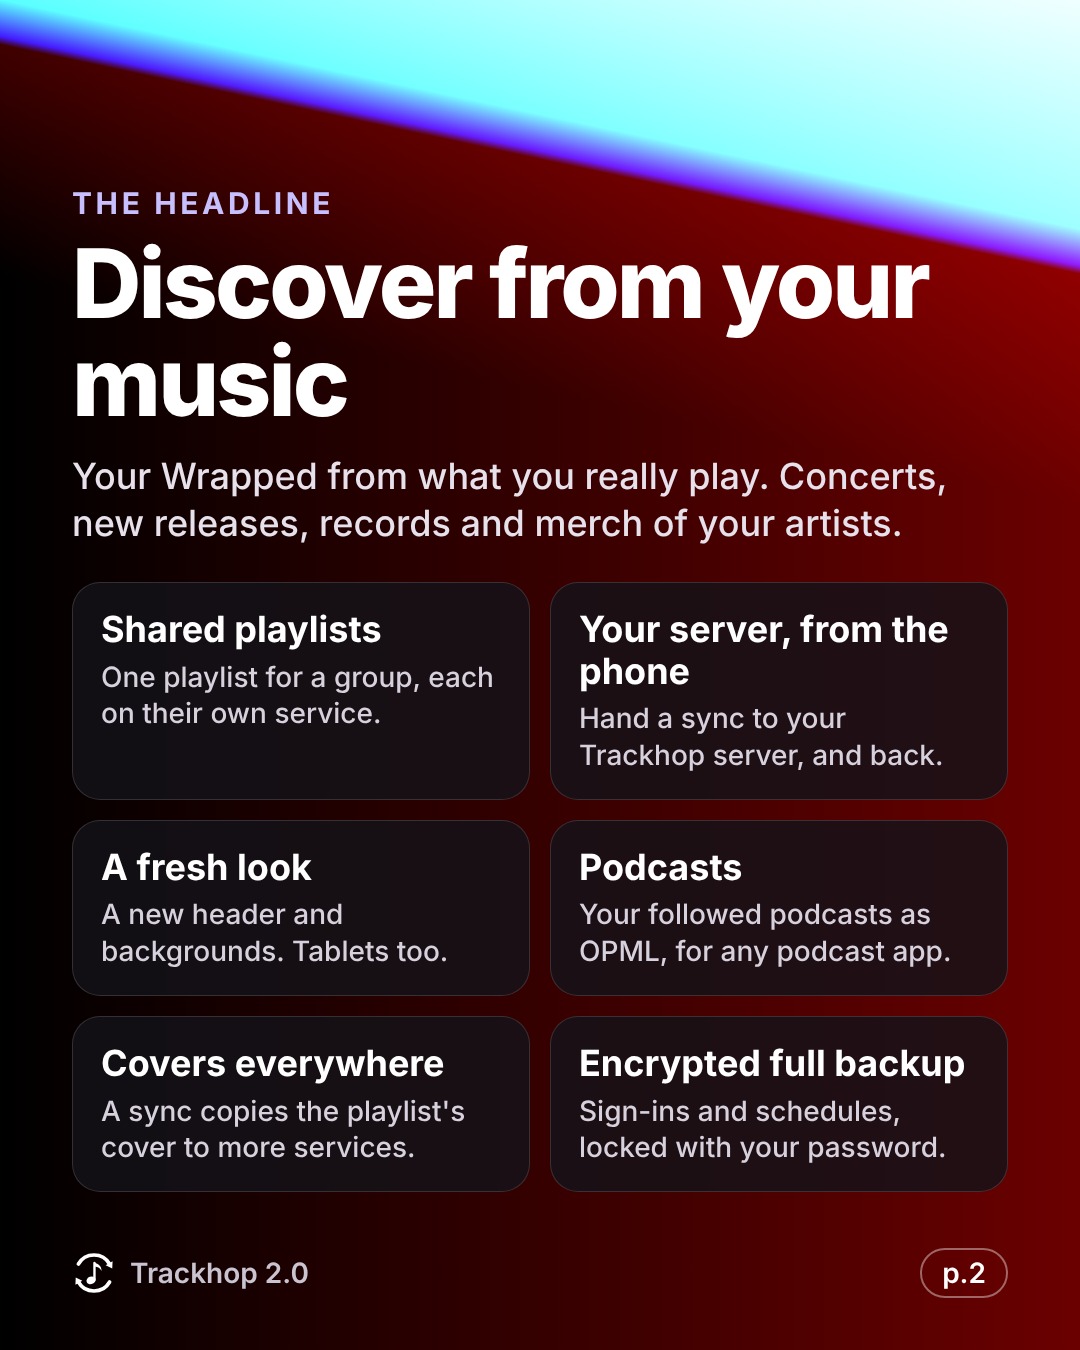 THE HEADLINE
Discover from your
music
Your Wrapped from what you really play. Concerts,
new releases, records and merch of your artists.
Shared playlists
One playlist for a group, each
on their own service.
Your server, from the
phone
Hand a sync to your
Trackhop server, and back.
A fresh look
A new header and
backgrounds. Tablets too.
Podcasts
Your followed podcasts as
OPML, for any podcast app.
Covers everywhere
A sync copies the playlist's
cover to more services.
Encrypted full backup
Sign-ins and schedules,
locked with your password.
Trackhop 2.0
p.2